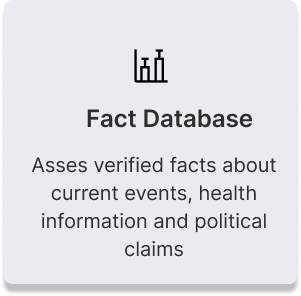 Fact Database
Asses verified facts about
current events, health
information and political
claims